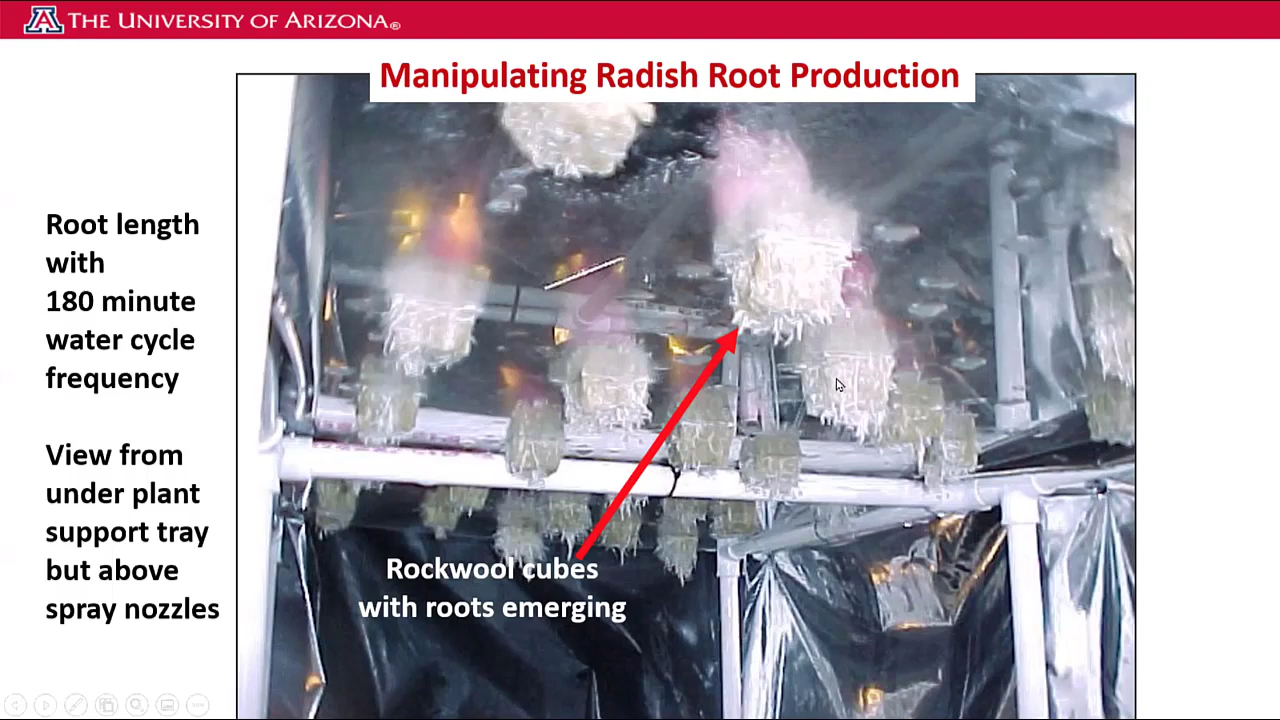 THE UNIVERSITY OF ARIZONA®
Manipulating Radish Root Production
Root length
with
180 minute
water cycle
frequency
View from
under plant
support tray
but above
spray nozzles
Rockwool cubes
with roots emerging